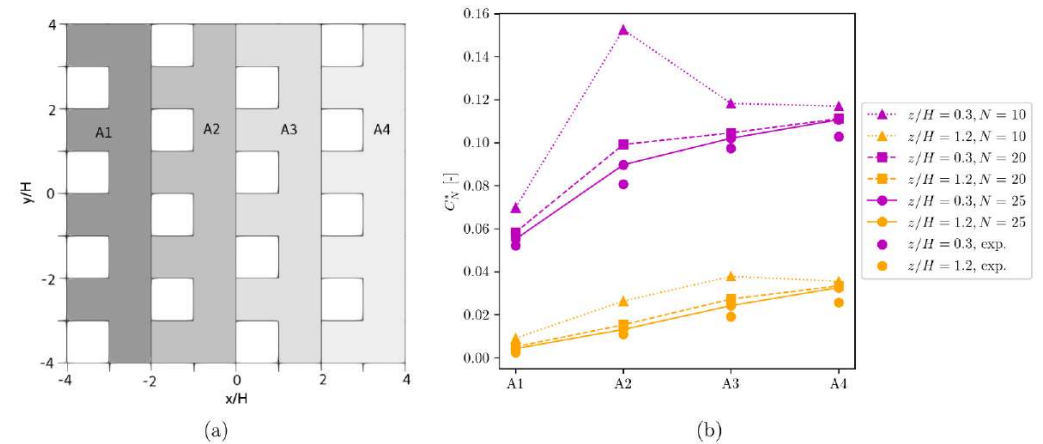 4
2
0
-2
-4
y/H
A1
A2
A3
A4
-4
-2
0
2
4
x/H
(a)
0.16
0.14
0.12
0.10
0.08
0.06
0.04
0.02
0.00
C*N [-]
A1
A2
A3
A4
(b)
z/H = 0.3, N = 10
z/H = 1.2, N = 10
z/H = 0.3, N = 20
z/H = 1.2, N = 20
z/H = 0.3, N = 25
z/H = 1.2, N = 25
z/H = 0.3, exp.
z/H = 1.2, exp.